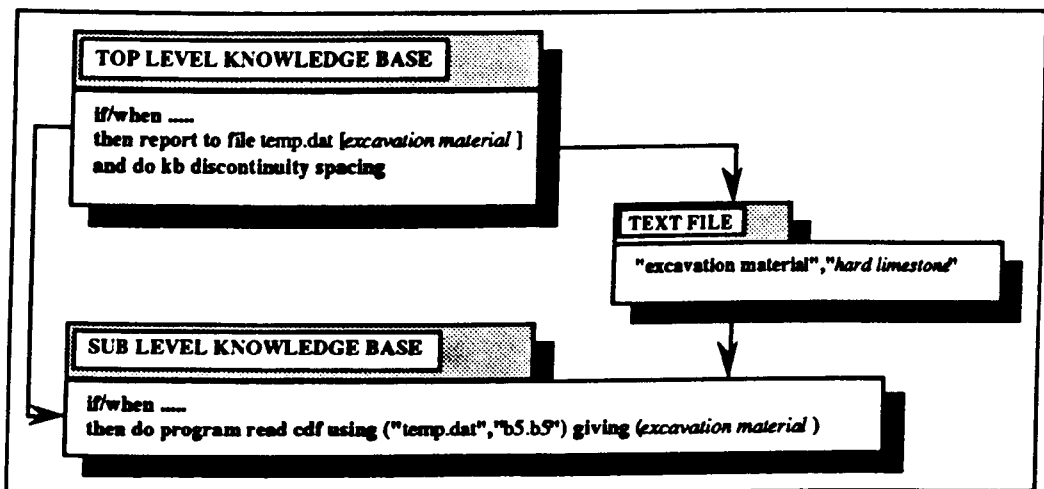 TOP LEVEL KNOWLEDGE BASE
if/when .....
then report to file temp.dat [excavation material ]
and do kb discontinuity spacing
TEXT FILE
"excavation material","hard limestone"
SUB LEVEL KNOWLEDGE BASE
if/when .....
then do program read cdf using ("temp.dat","b5.b5") giving (excavation material )